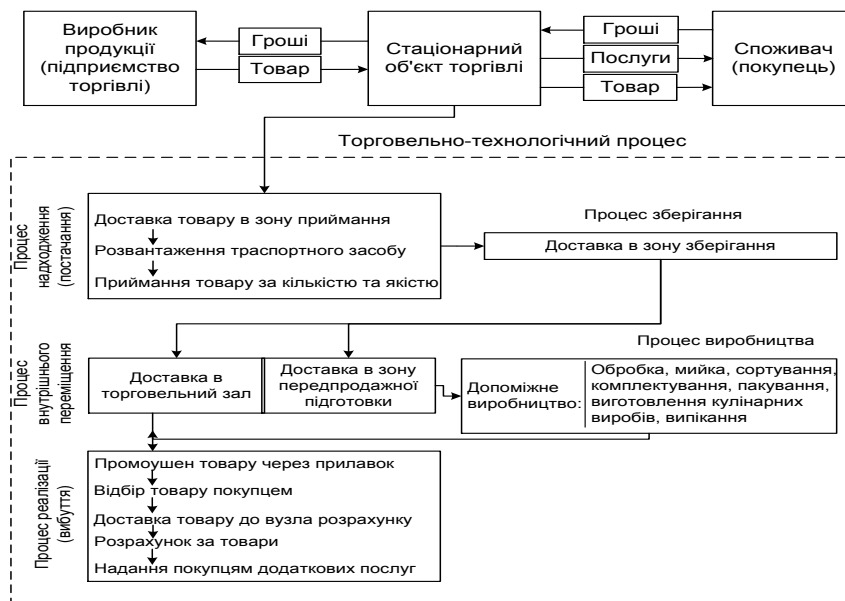 Виробник
продукції
(підприємство
торгівлі)
Гроші
Товар
Стаціонарний
об'єкт торгівлі
Гроші
Послуги
Товар
Споживач
(покупець)
Торговельно-технологічний процес
Процес
надходження
(постачання)
Доставка товару в зону приймання
Розвантаження траспортного засобу
Приймання товару за кількістю та якістю
Процес зберігання
Доставка в зону зберігання
Процес
внутрішнього
переміщення
Доставка в
торговельний зал
Доставка в зону
передпродажної
підготовки
Процес виробництва
Допоміжне
виробництво:
Обробка, мийка, сортування,
комплектування, пакування,
виготовлення кулінарних
виробів, випікання
Процес реалізації
(вибуття)
Промоушен товару через прилавок
Відбір товару покупцем
Доставка товару до вузла розрахунку
Розрахунок за товари
Надання покупцям додаткових послуг